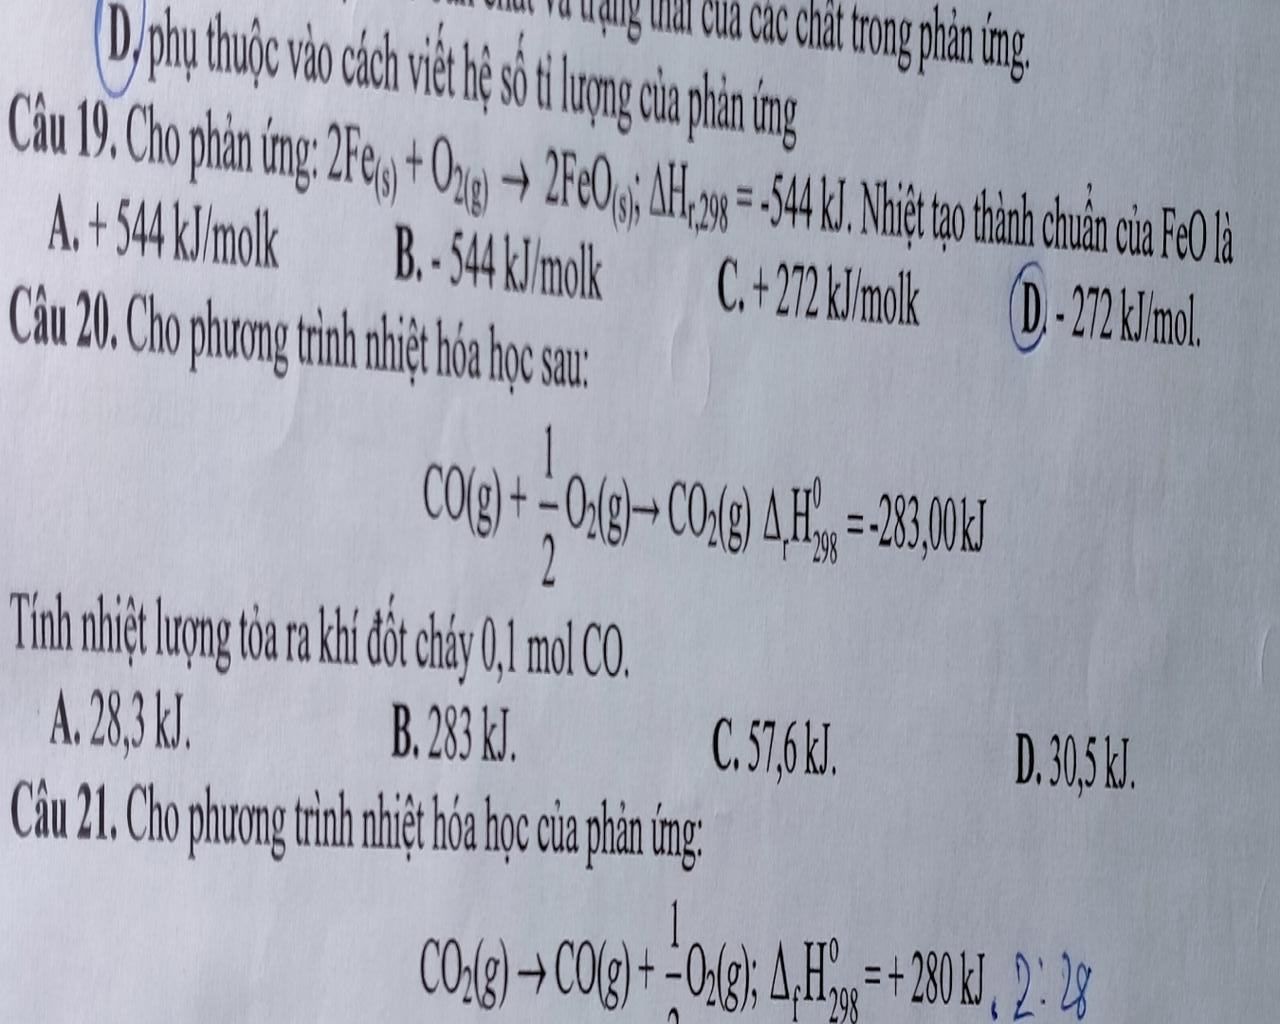 chất và trạng thái của các chất trong phản ứng.
D. phụ thuộc vào cách viết hệ số tỉ lượng của phản ứng
Câu 19. Cho phản ứng: 2Fe(s) + O2(g) → 2FeO(s); ΔHr,298 = -544 kJ. Nhiệt tạo thành chuẩn của FeO là
A. + 544 kJ/molk B. - 544 kJ/molk C. + 272 kJ/molk D. - 272 kJ/mol.
Câu 20. Cho phương trình nhiệt hóa học sau:
CO(g) + 1/2 O2(g) → CO2(g) ΔrH⁰298 = -283,00 kJ
Tính nhiệt lượng tỏa ra khí đốt cháy 0,1 mol CO.
A. 28,3 kJ. B. 283 kJ. C. 57,6 kJ. D. 30,5 kJ.
Câu 21. Cho phương trình nhiệt hóa học của phản ứng:
CO2(g) → CO(g) + 1/2 O2(g); ΔrH⁰298 = + 280 kJ. 2: 28